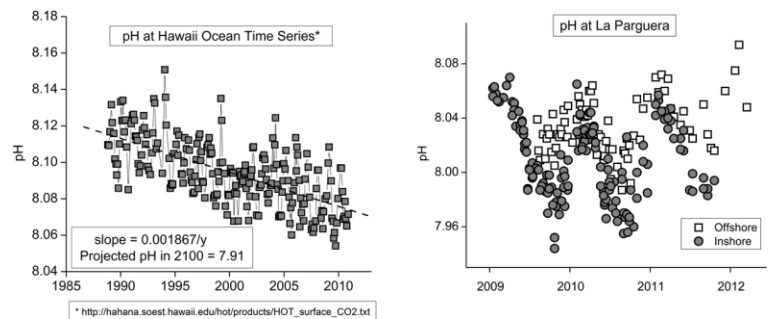 pH at Hawaii Ocean Time Series*
pH
8.18
8.16
8.14
8.12
8.10
8.08
8.06
8.04
1985 1990 1995 2000 2005 2010
slope = 0.001867/y
Projected pH in 2100 = 7.91
* http://hahana.soest.hawaii.edu/hot/products/HOT_surface_CO2.txt
pH at La Parguera
pH
8.08
8.04
8.00
7.96
2009 2010 2011 2012
Offshore
Inshore